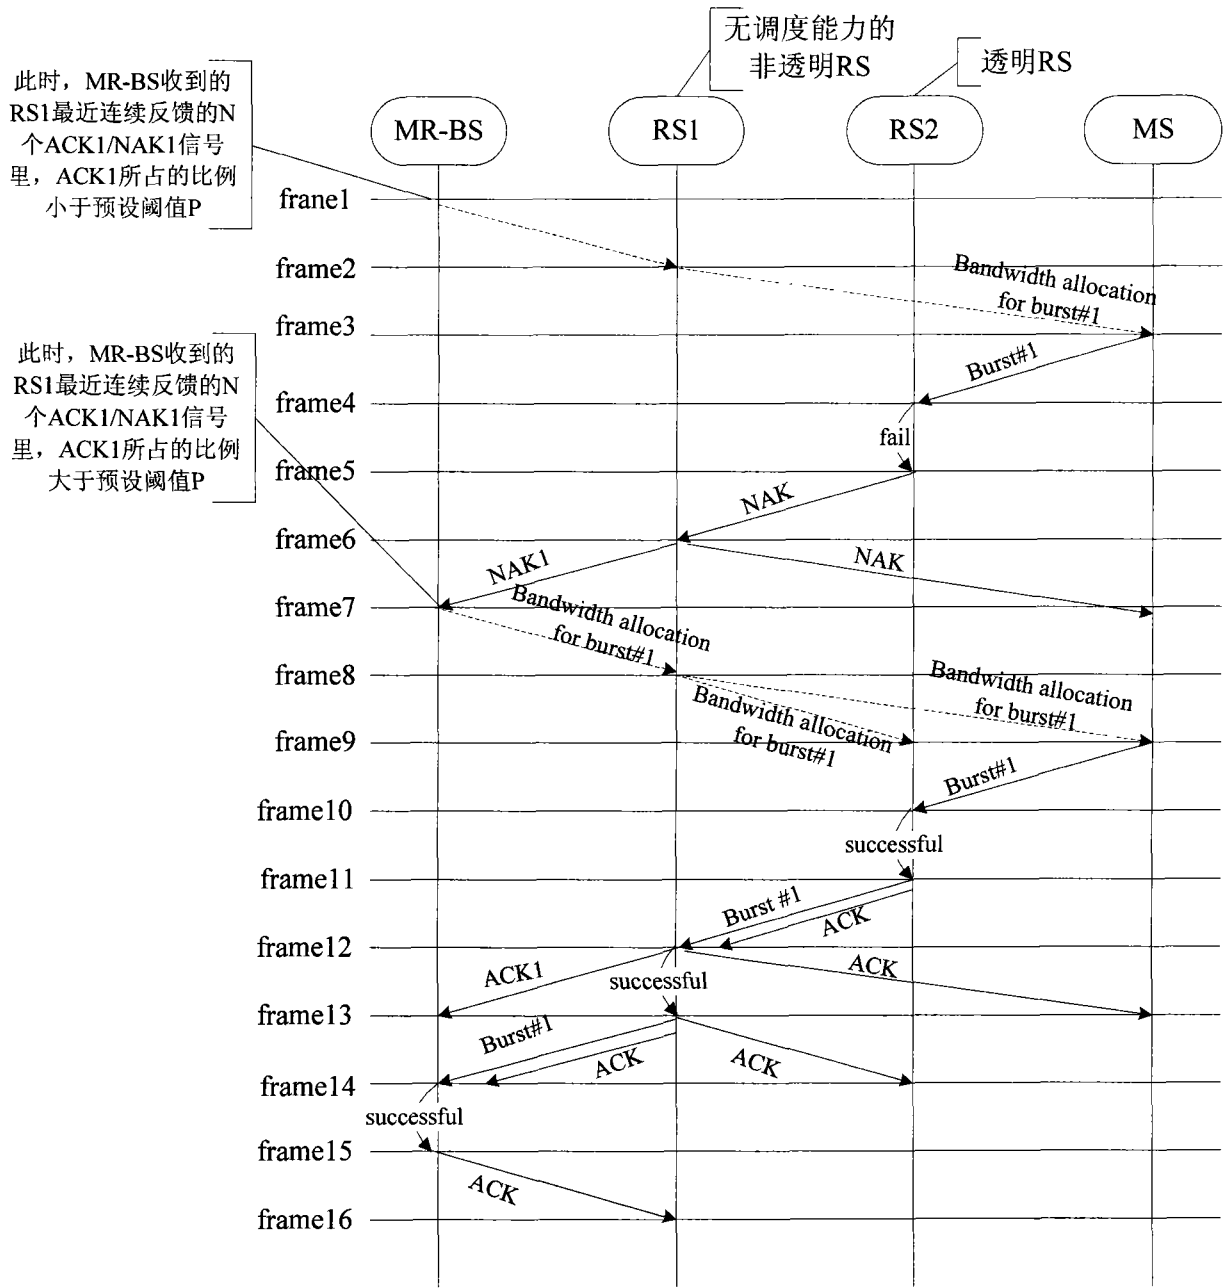 无调度能力的
非透明RS
透明RS
此时，MR-BS收到的
RS1最近连续反馈的N
个ACK1/NAK1信号
里，ACK1所占的比例
小于预设阈值P
MR-BS
RS1
RS2
MS
frane1
frame2
Bandwidth allocation
for burst#1
frame3
此时，MR-BS收到的
RS1最近连续反馈的N
个ACK1/NAK1信号
里，ACK1所占的比例
大于预设阈值P
Burst#1
frame4
fail
frame5
NAK
frame6
NAK1
NAK
frame7
Bandwidth allocation
for burst#1
frame8
Bandwidth allocation
for burst#1
Bandwidth allocation
for burst#1
frame9
Burst#1
frame10
successful
frame11
Burst #1
ACK
frame12
ACK1
successful
ACK
frame13
Burst#1
ACK
ACK
frame14
successful
frame15
ACK
frame16